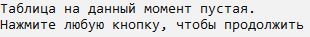 Таблица на данный момент пустая.
Нажмите любую кнопку, чтобы продолжить